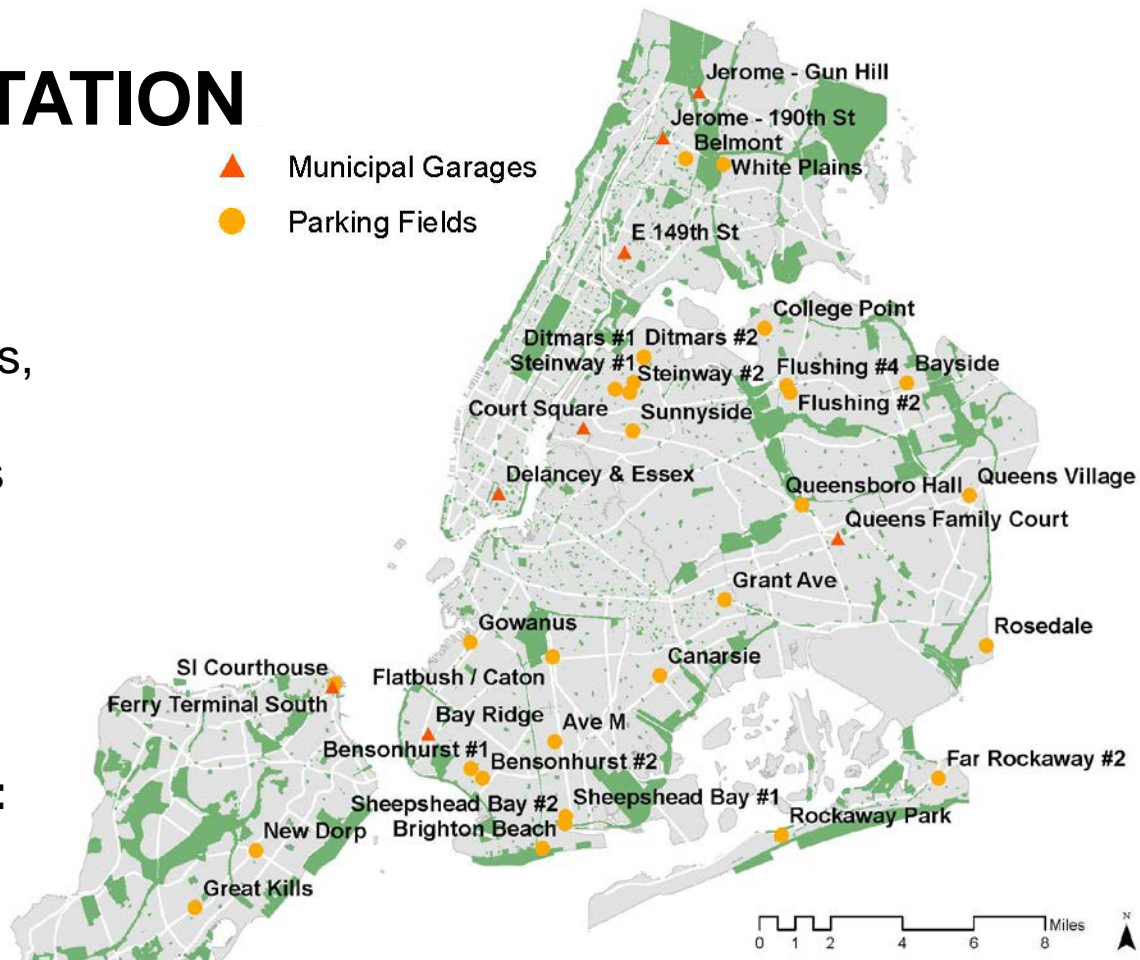 TATION
Municipal Garages
Parking Fields
s,
s
:
Jerome - Gun Hill
Jerome - 190th St
Belmont
White Plains
E 149th St
College Point
Ditmars #1
Ditmars #2
Steinway #1
Steinway #2
Flushing #4
Bayside
Flushing #2
Court Square
Sunnyside
Delancey & Essex
Queensboro Hall
Queens Village
Queens Family Court
Grant Ave
Gowanus
Rosedale
Canarsie
SI Courthouse
Flatbush / Caton
Ferry Terminal South
Bay Ridge
Ave M
Bensonhurst #1
Bensonhurst #2
Far Rockaway #2
Sheepshead Bay #2
Sheepshead Bay #1
Rockaway Park
Brighton Beach
New Dorp
Great Kills
Miles
0 1 2 4 6 8
N